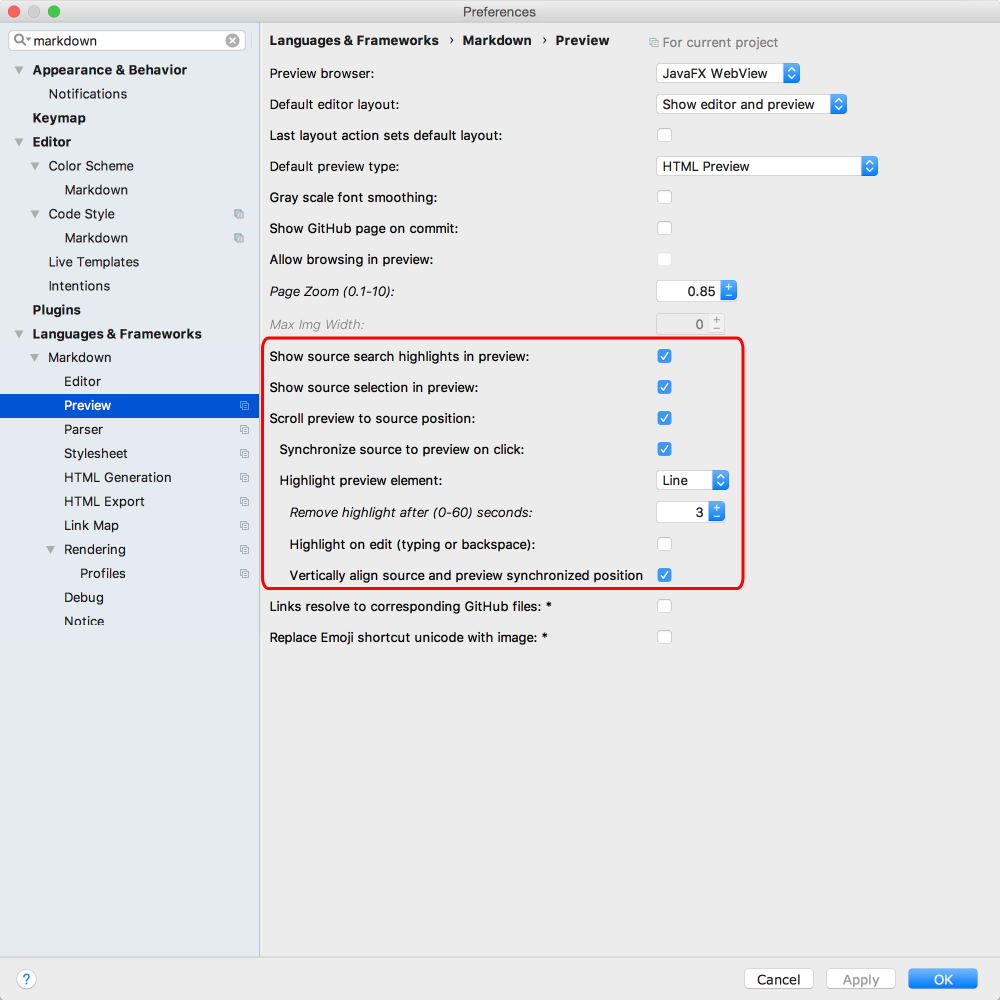 Preferences
markdown
Appearance & Behavior
Notifications
Keymap
Editor
Color Scheme
Markdown
Code Style
Markdown
Live Templates
Intentions
Plugins
Languages & Frameworks
Markdown
Editor
Preview
Parser
Stylesheet
HTML Generation
HTML Export
Link Map
Rendering
Profiles
Debug
Notice
Languages & Frameworks › Markdown › Preview For current project
Preview browser: JavaFX WebView
Default editor layout: Show editor and preview
Last layout action sets default layout:
Default preview type: HTML Preview
Gray scale font smoothing:
Show GitHub page on commit:
Allow browsing in preview:
Page Zoom (0.1-10): 0.85 + −
Max Img Width: 0 + −
Show source search highlights in preview:
Show source selection in preview:
Scroll preview to source position:
Synchronize source to preview on click:
Highlight preview element: Line
Remove highlight after (0-60) seconds: 3 + −
Highlight on edit (typing or backspace):
Vertically align source and preview synchronized position
Links resolve to corresponding GitHub files: *
Replace Emoji shortcut unicode with image: *
? Cancel Apply OK